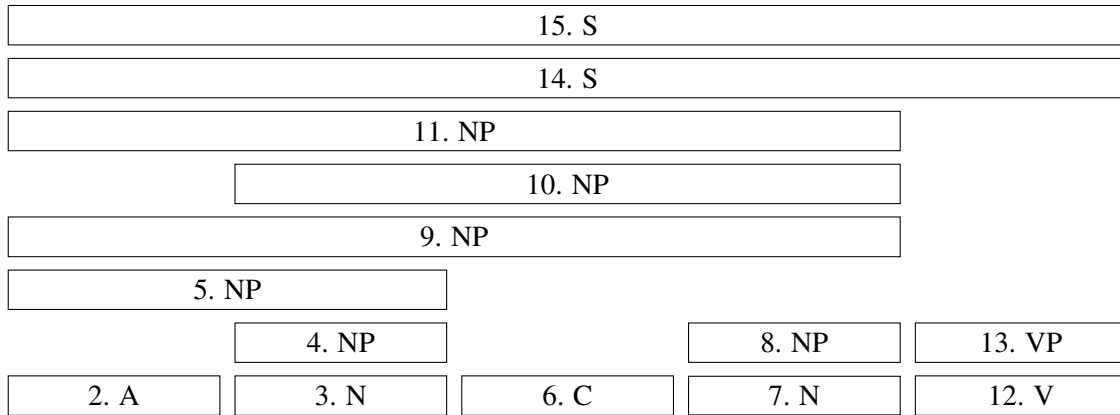 15. S
14. S
11. NP
10. NP
9. NP
5. NP
4. NP 8. NP 13. VP
2. A 3. N 6. C 7. N 12. V